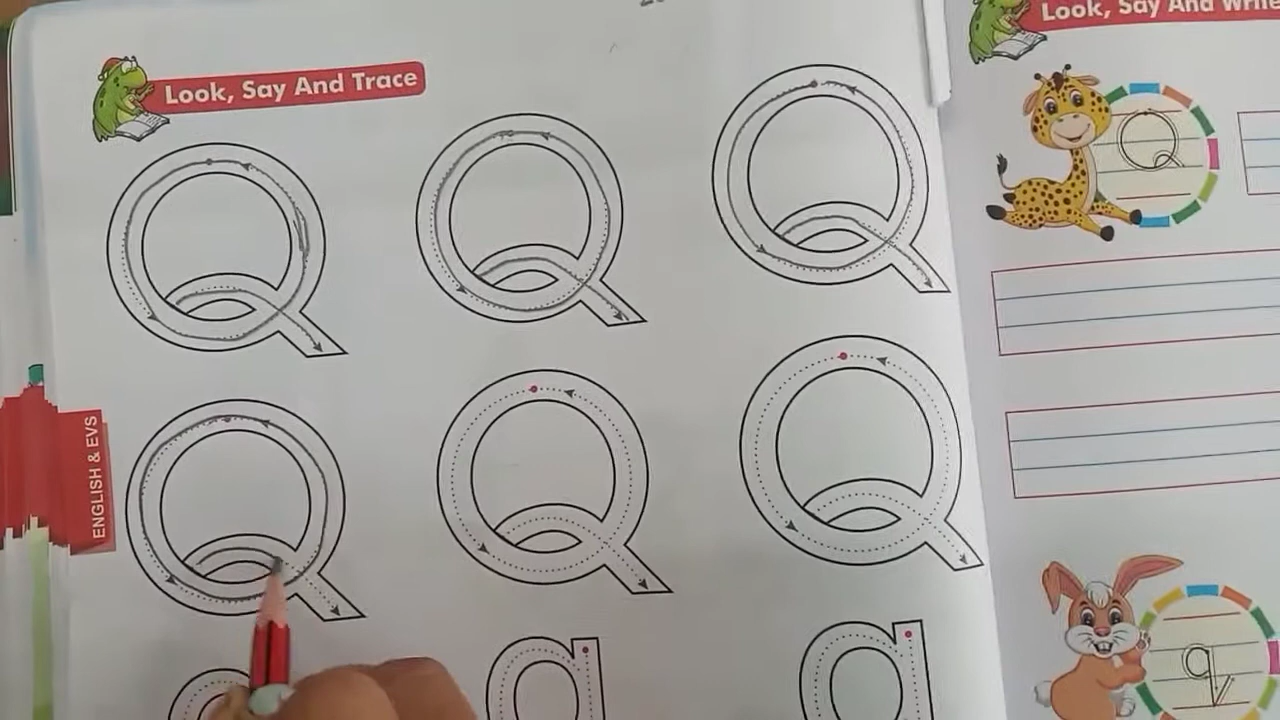 Look, Say And Trace
Q Q Q
Q Q Q
q q
ENGLISH & EVS
Look, Say And Write
Q
q